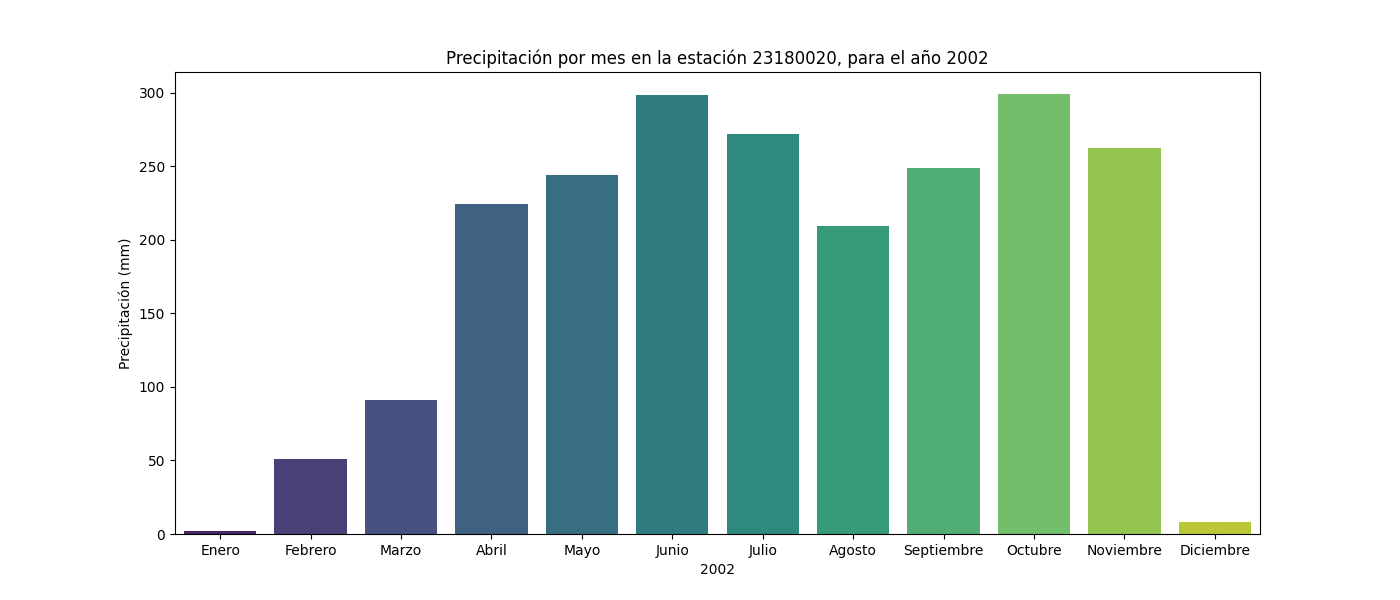 Precipitación por mes en la estación 23180020, para el año 2002
Precipitación (mm)
300
250
200
150
100
50
0
Enero Febrero Marzo Abril Mayo Junio Julio Agosto Septiembre Octubre Noviembre Diciembre
2002